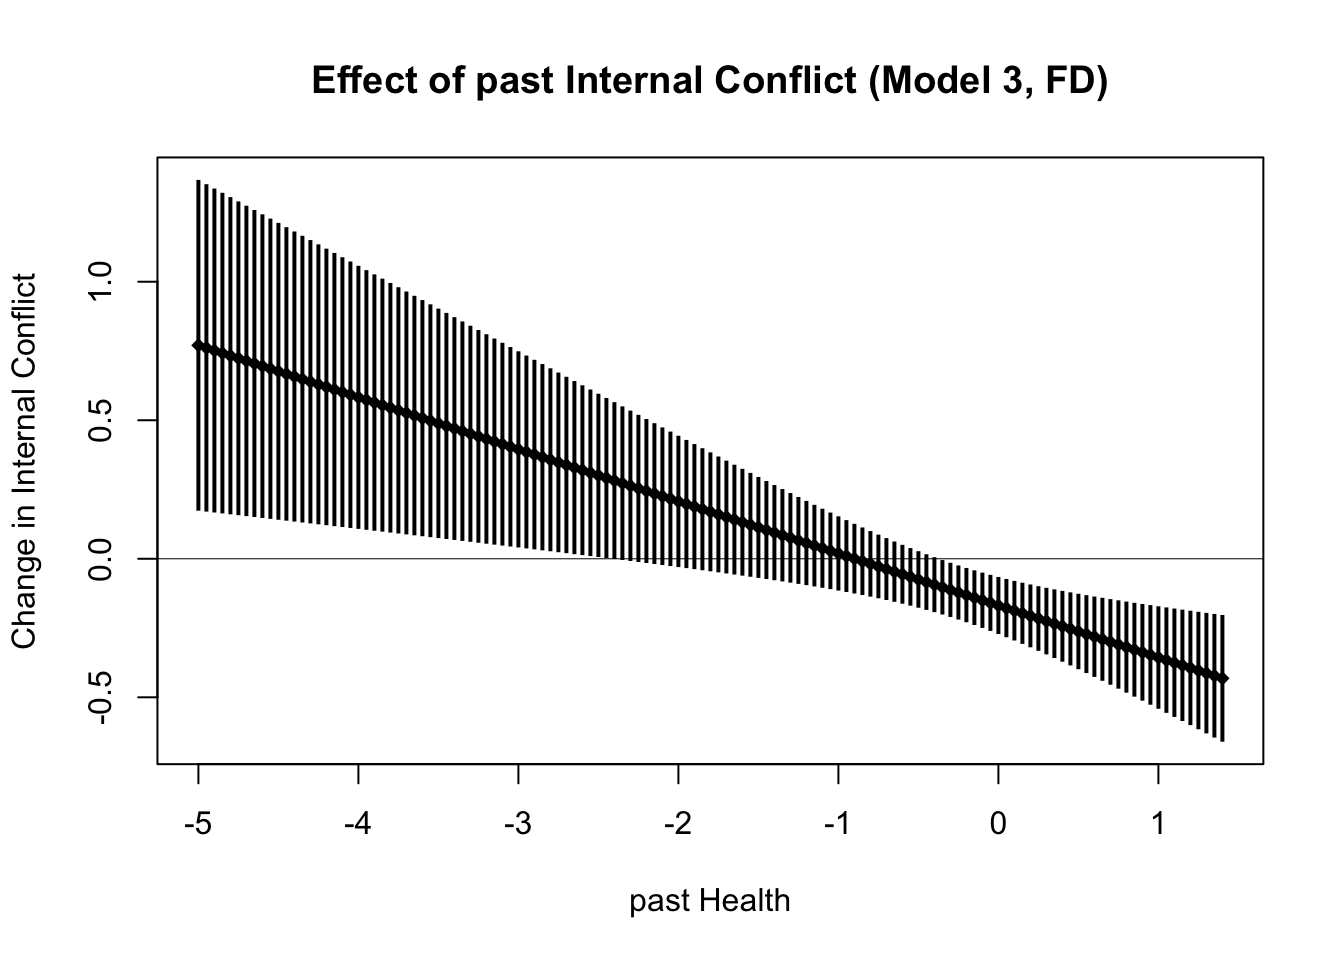 Effect of past Internal Conflict (Model 3, FD)
Change in Internal Conflict
1.0
0.5
0.0
-0.5
-5 -4 -3 -2 -1 0 1
past Health